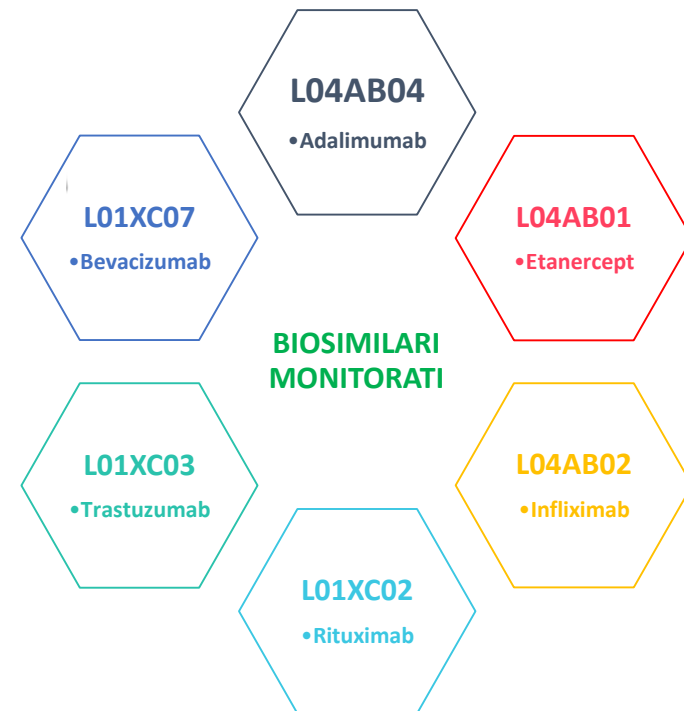 L04AB04
•Adalimumab
L01XC07
•Bevacizumab
L04AB01
•Etanercept
BIOSIMILARI
MONITORATI
L01XC03
•Trastuzumab
L04AB02
•Infliximab
L01XC02
•Rituximab